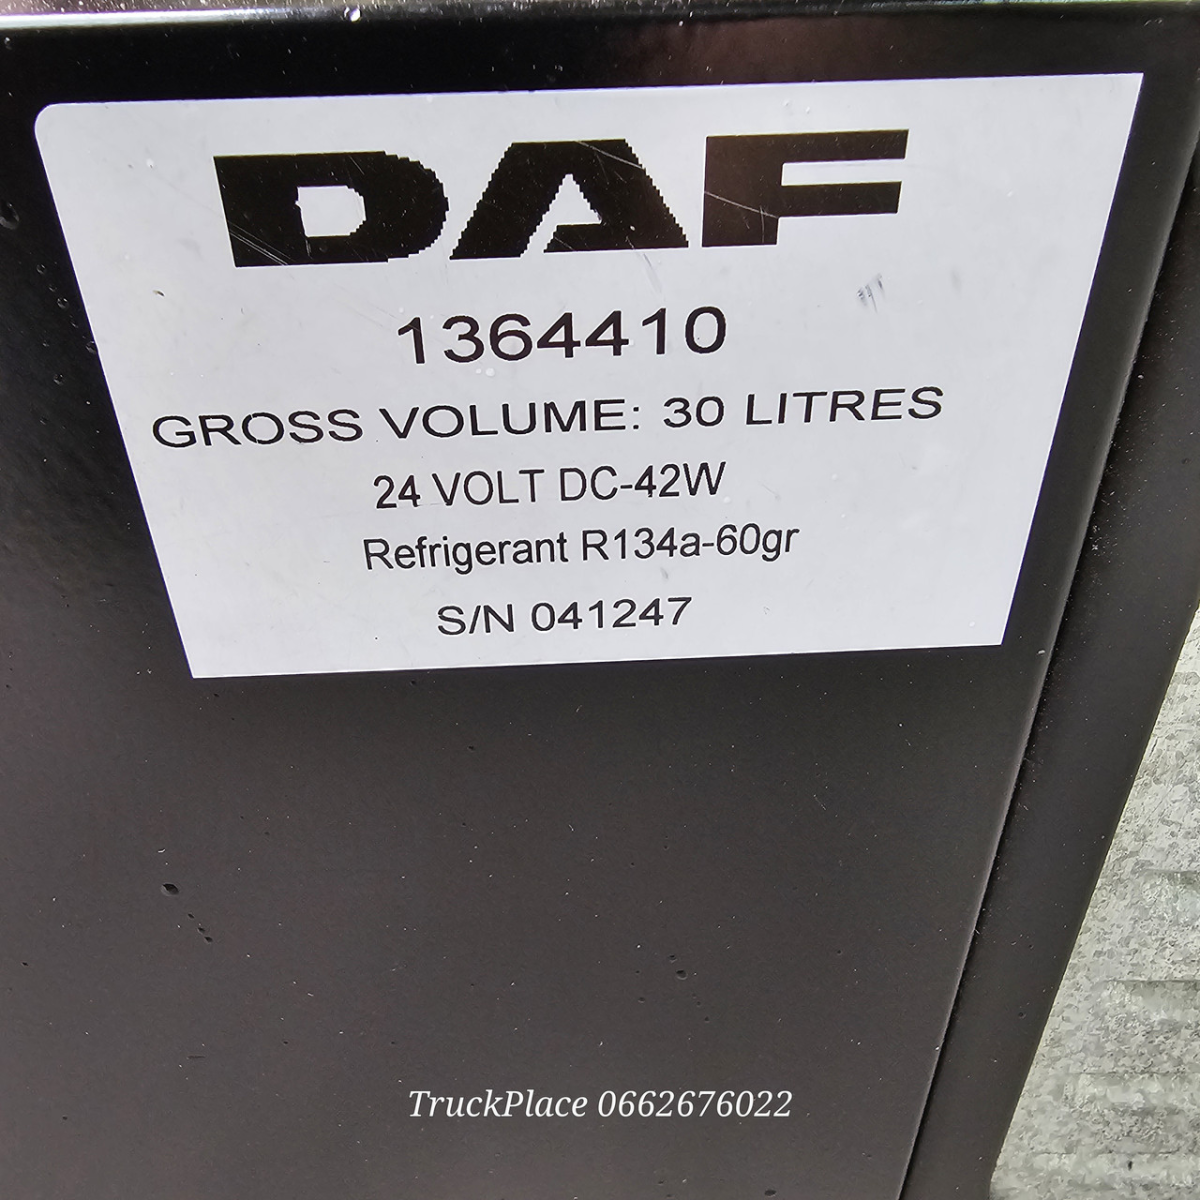 DAF
1364410
GROSS VOLUME: 30 LITRES
24 VOLT DC-42W
Refrigerant R134a-60gr
S/N 041247
TruckPlace 0662676022